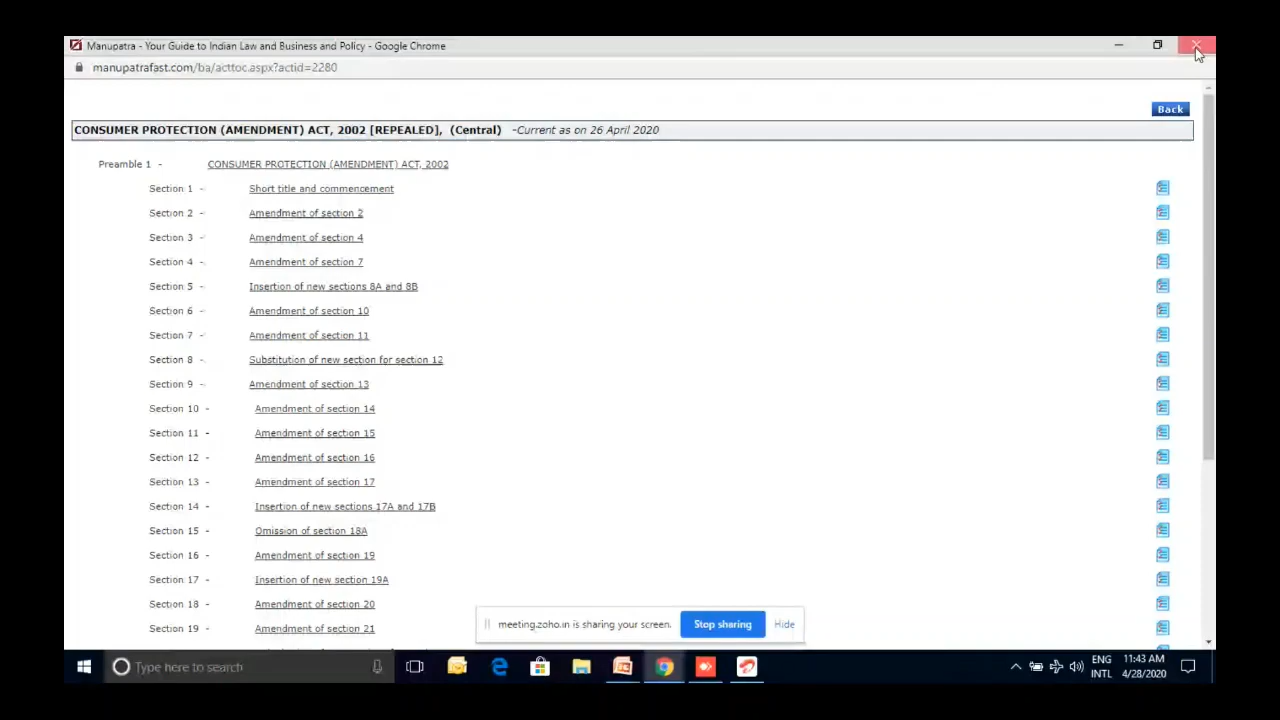 Manupatra - Your Guide to Indian Law and Business and Policy - Google Chrome
manupatrafast.com/ba/acttoc.aspx?actid=2280
Back
CONSUMER PROTECTION (AMENDMENT) ACT, 2002 [REPEALED], (Central) -Current as on 26 April 2020
Preamble 1 - CONSUMER PROTECTION (AMENDMENT) ACT, 2002
Section 1 - Short title and commencement
Section 2 - Amendment of section 2
Section 3 - Amendment of section 4
Section 4 - Amendment of section 7
Section 5 - Insertion of new sections 8A and 8B
Section 6 - Amendment of section 10
Section 7 - Amendment of section 11
Section 8 - Substitution of new section for section 12
Section 9 - Amendment of section 13
Section 10 - Amendment of section 14
Section 11 - Amendment of section 15
Section 12 - Amendment of section 16
Section 13 - Amendment of section 17
Section 14 - Insertion of new sections 17A and 17B
Section 15 - Omission of section 18A
Section 16 - Amendment of section 19
Section 17 - Insertion of new section 19A
Section 18 - Amendment of section 20
Section 19 - Amendment of section 21
meeting.zoho.in is sharing your screen. Stop sharing Hide
Type here to search
ENG 11:43 AM
INTL 4/28/2020